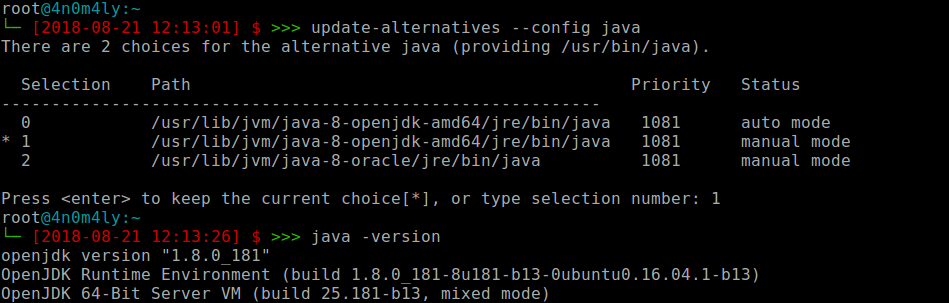 root@4n0m4ly:~
└─ [2018-08-21 12:13:01] $ >>> update-alternatives --config java
There are 2 choices for the alternative java (providing /usr/bin/java).
  Selection    Path                                            Priority   Status
------------------------------------------------------------
  0            /usr/lib/jvm/java-8-openjdk-amd64/jre/bin/java   1081      auto mode
* 1            /usr/lib/jvm/java-8-openjdk-amd64/jre/bin/java   1081      manual mode
  2            /usr/lib/jvm/java-8-oracle/jre/bin/java          1081      manual mode
Press <enter> to keep the current choice[*], or type selection number: 1
root@4n0m4ly:~
└─ [2018-08-21 12:13:26] $ >>> java -version
openjdk version "1.8.0_181"
OpenJDK Runtime Environment (build 1.8.0_181-8u181-b13-0ubuntu0.16.04.1-b13)
OpenJDK 64-Bit Server VM (build 25.181-b13, mixed mode)